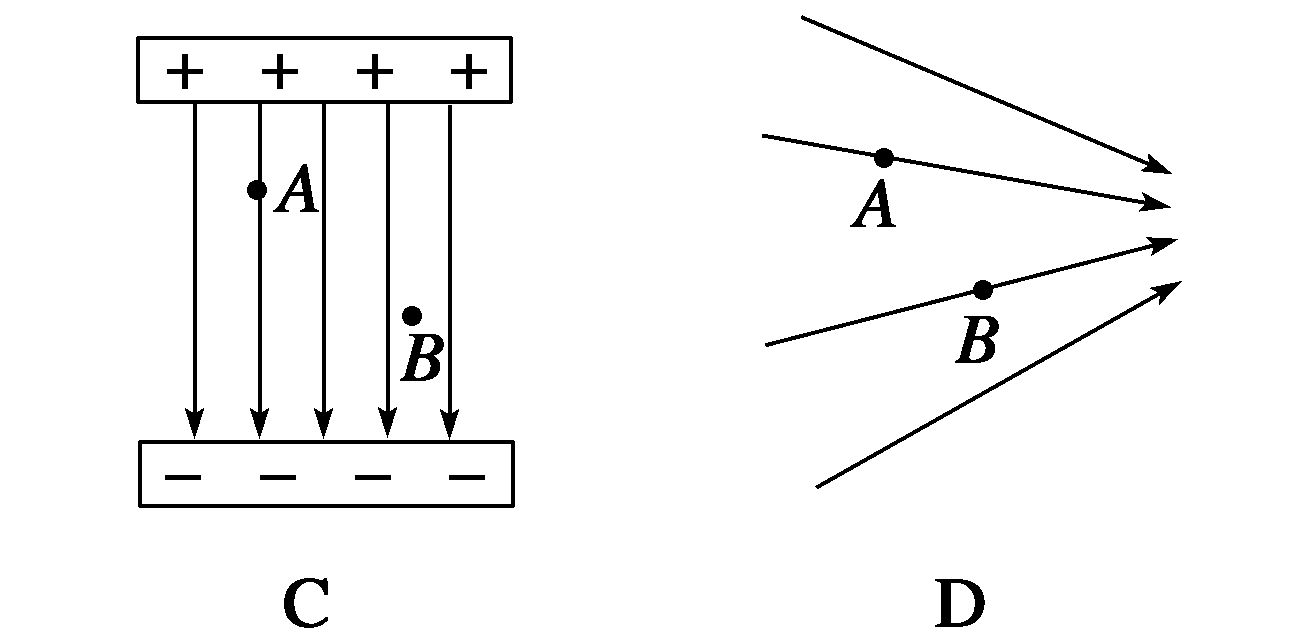 + + + +
A
B
− − − −
C
A
B
D